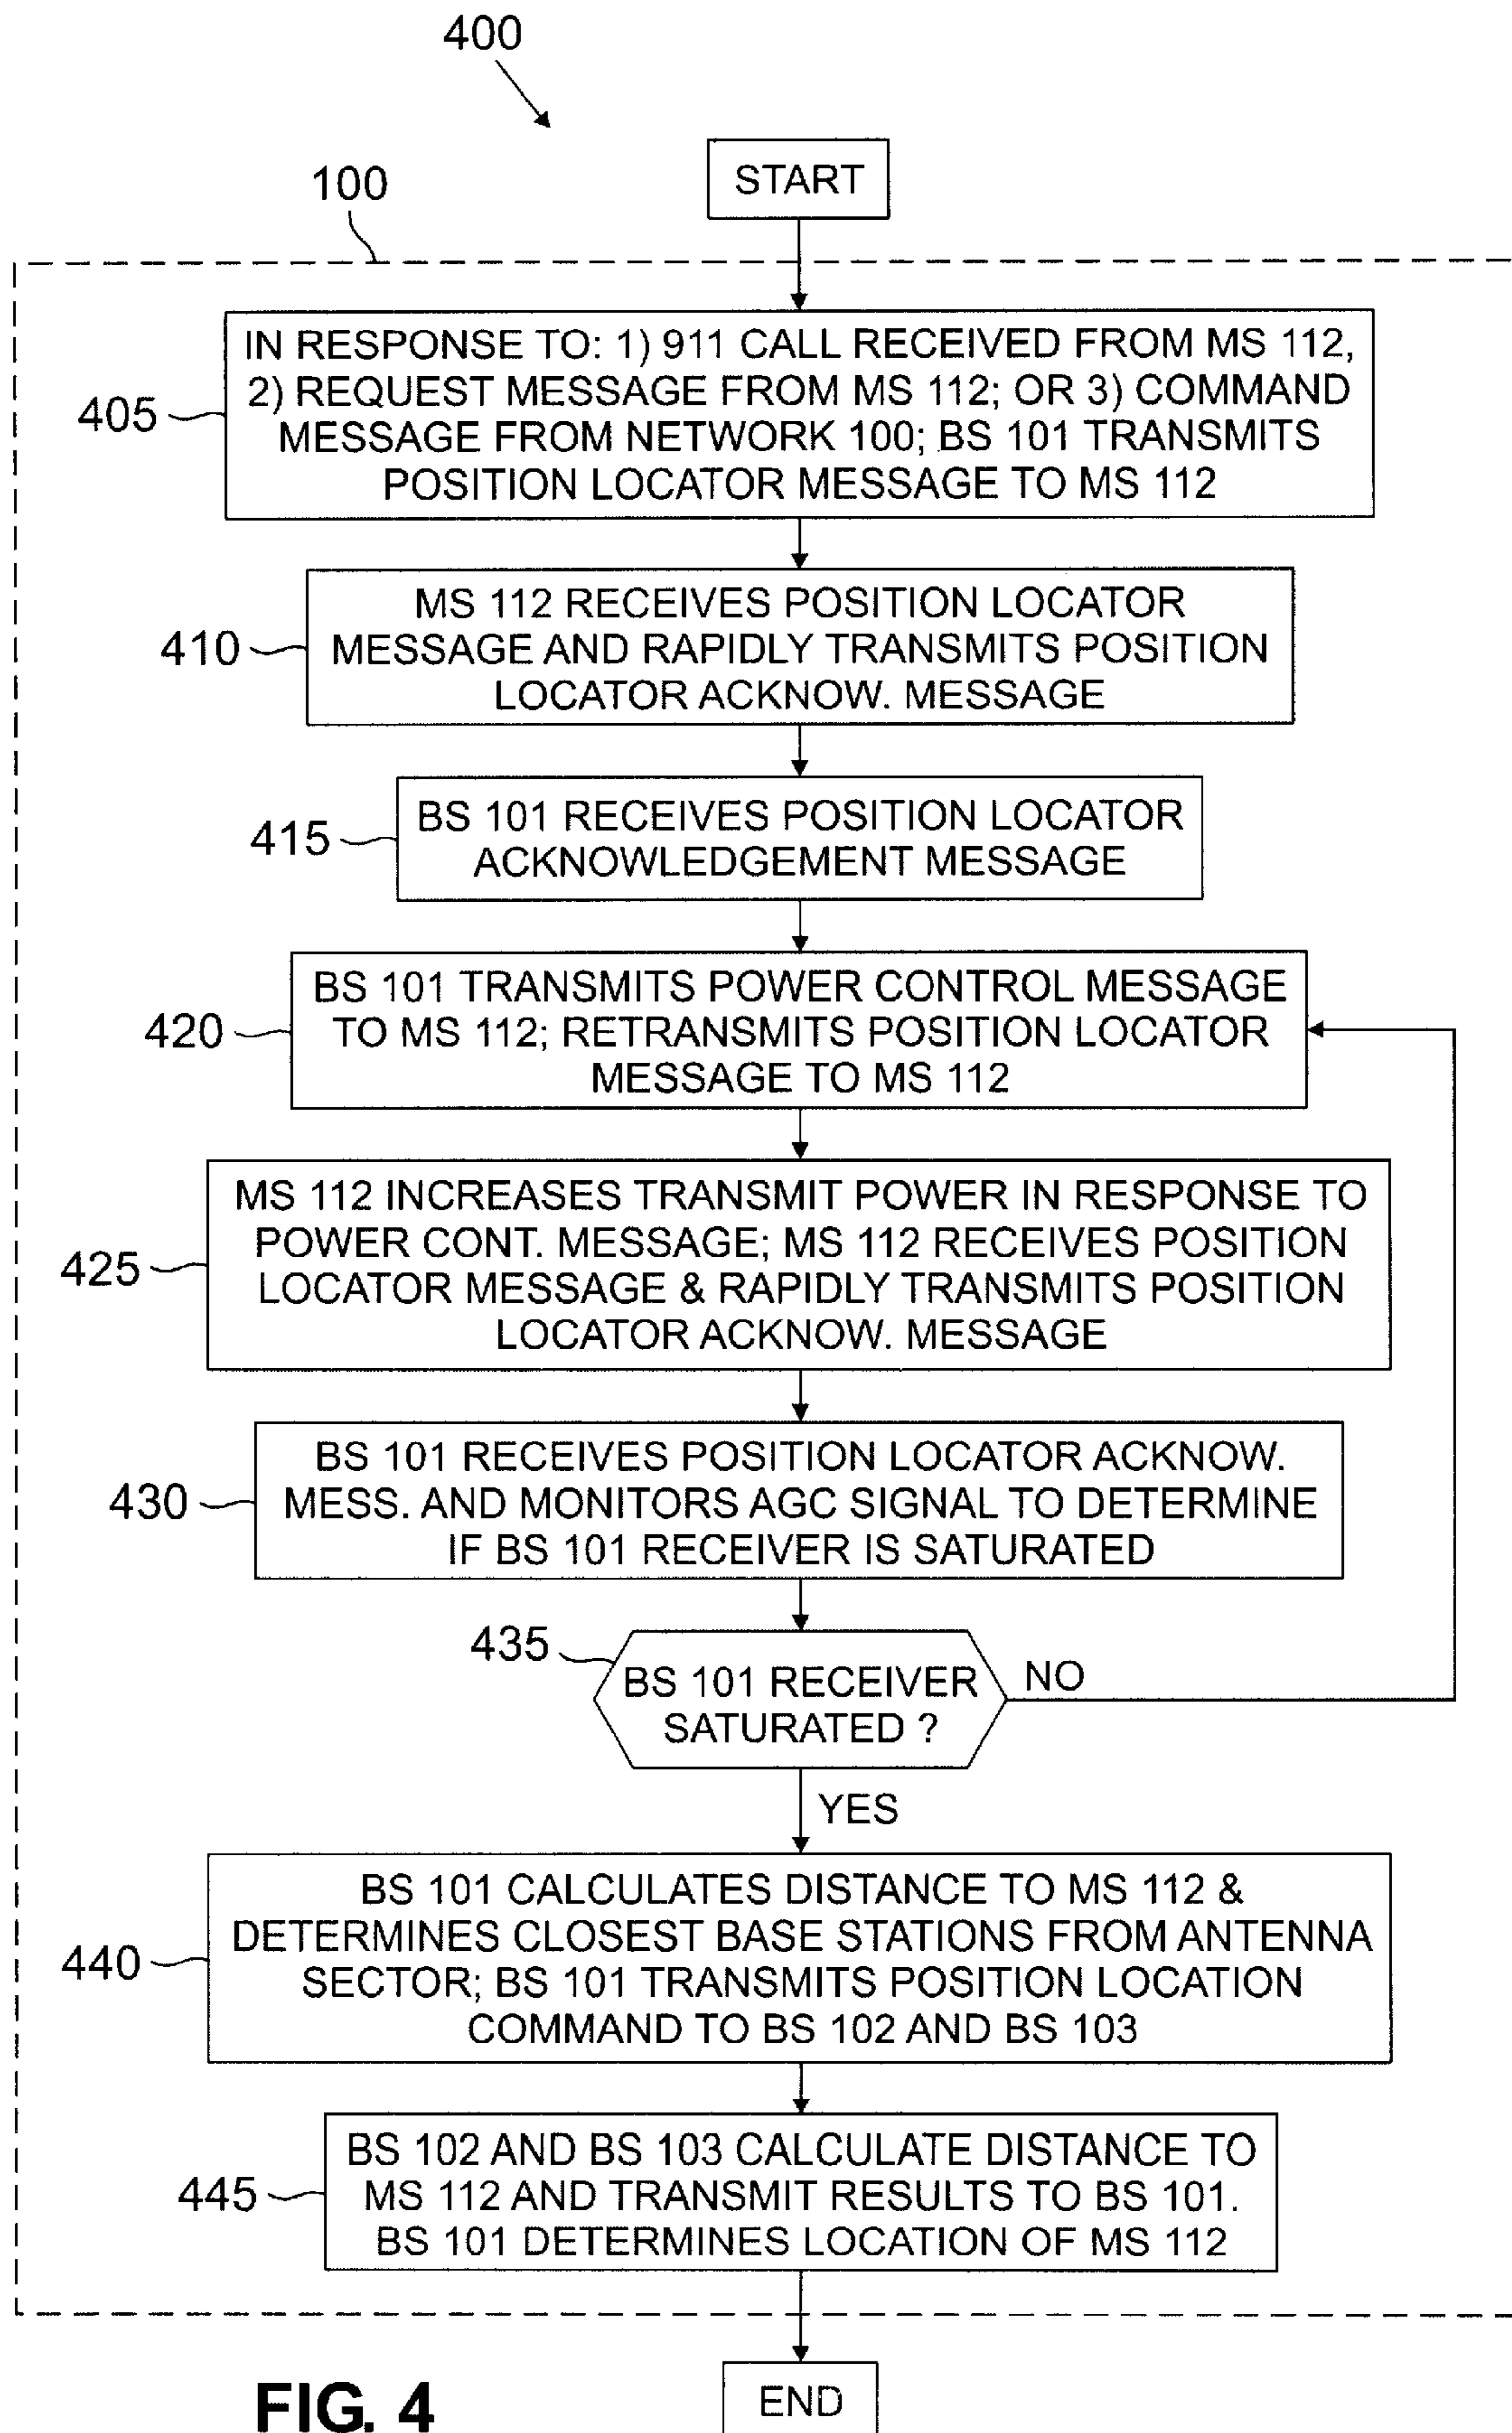 400
START
100
405
IN RESPONSE TO: 1) 911 CALL RECEIVED FROM MS 112,
2) REQUEST MESSAGE FROM MS 112; OR 3) COMMAND
MESSAGE FROM NETWORK 100; BS 101 TRANSMITS
POSITION LOCATOR MESSAGE TO MS 112
410
MS 112 RECEIVES POSITION LOCATOR
MESSAGE AND RAPIDLY TRANSMITS POSITION
LOCATOR ACKNOW. MESSAGE
415
BS 101 RECEIVES POSITION LOCATOR
ACKNOWLEDGEMENT MESSAGE
420
BS 101 TRANSMITS POWER CONTROL MESSAGE
TO MS 112; RETRANSMITS POSITION LOCATOR
MESSAGE TO MS 112
425
MS 112 INCREASES TRANSMIT POWER IN RESPONSE TO
POWER CONT. MESSAGE; MS 112 RECEIVES POSITION
LOCATOR MESSAGE & RAPIDLY TRANSMITS POSITION
LOCATOR ACKNOW. MESSAGE
430
BS 101 RECEIVES POSITION LOCATOR ACKNOW.
MESS. AND MONITORS AGC SIGNAL TO DETERMINE
IF BS 101 RECEIVER IS SATURATED
435
BS 101 RECEIVER
SATURATED ?
NO
YES
440
BS 101 CALCULATES DISTANCE TO MS 112 &
DETERMINES CLOSEST BASE STATIONS FROM ANTENNA
SECTOR; BS 101 TRANSMITS POSITION LOCATION
COMMAND TO BS 102 AND BS 103
445
BS 102 AND BS 103 CALCULATE DISTANCE TO
MS 112 AND TRANSMIT RESULTS TO BS 101.
BS 101 DETERMINES LOCATION OF MS 112
END
FIG. 4